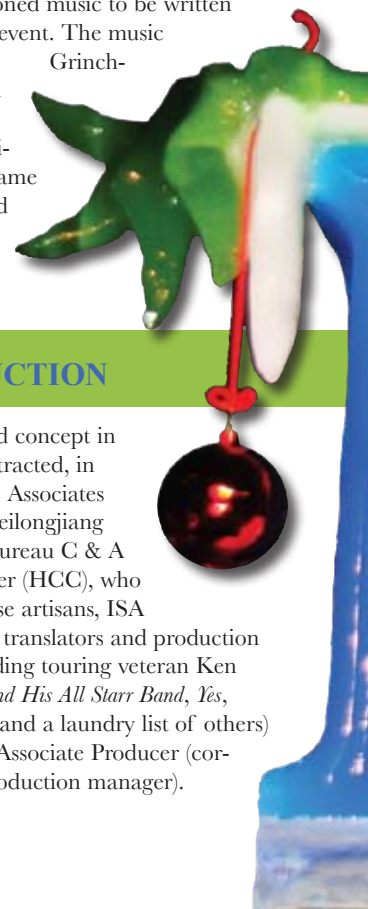 oned music to be written
event. The music
Grinch-
i-
ame
d
UCTION
d concept in
tracted, in
Associates
eilongjiang
ureau C & A
er (HCC), who
se artisans, ISA
translators and production
ding touring veteran Ken
nd His All Starr Band, Yes,
and a laundry list of others)
Associate Producer (cor-
oduction manager).